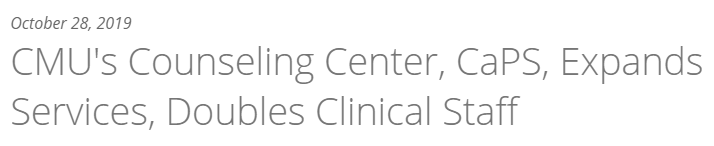 October 28, 2019
CMU's Counseling Center, CaPS, Expands
Services, Doubles Clinical Staff